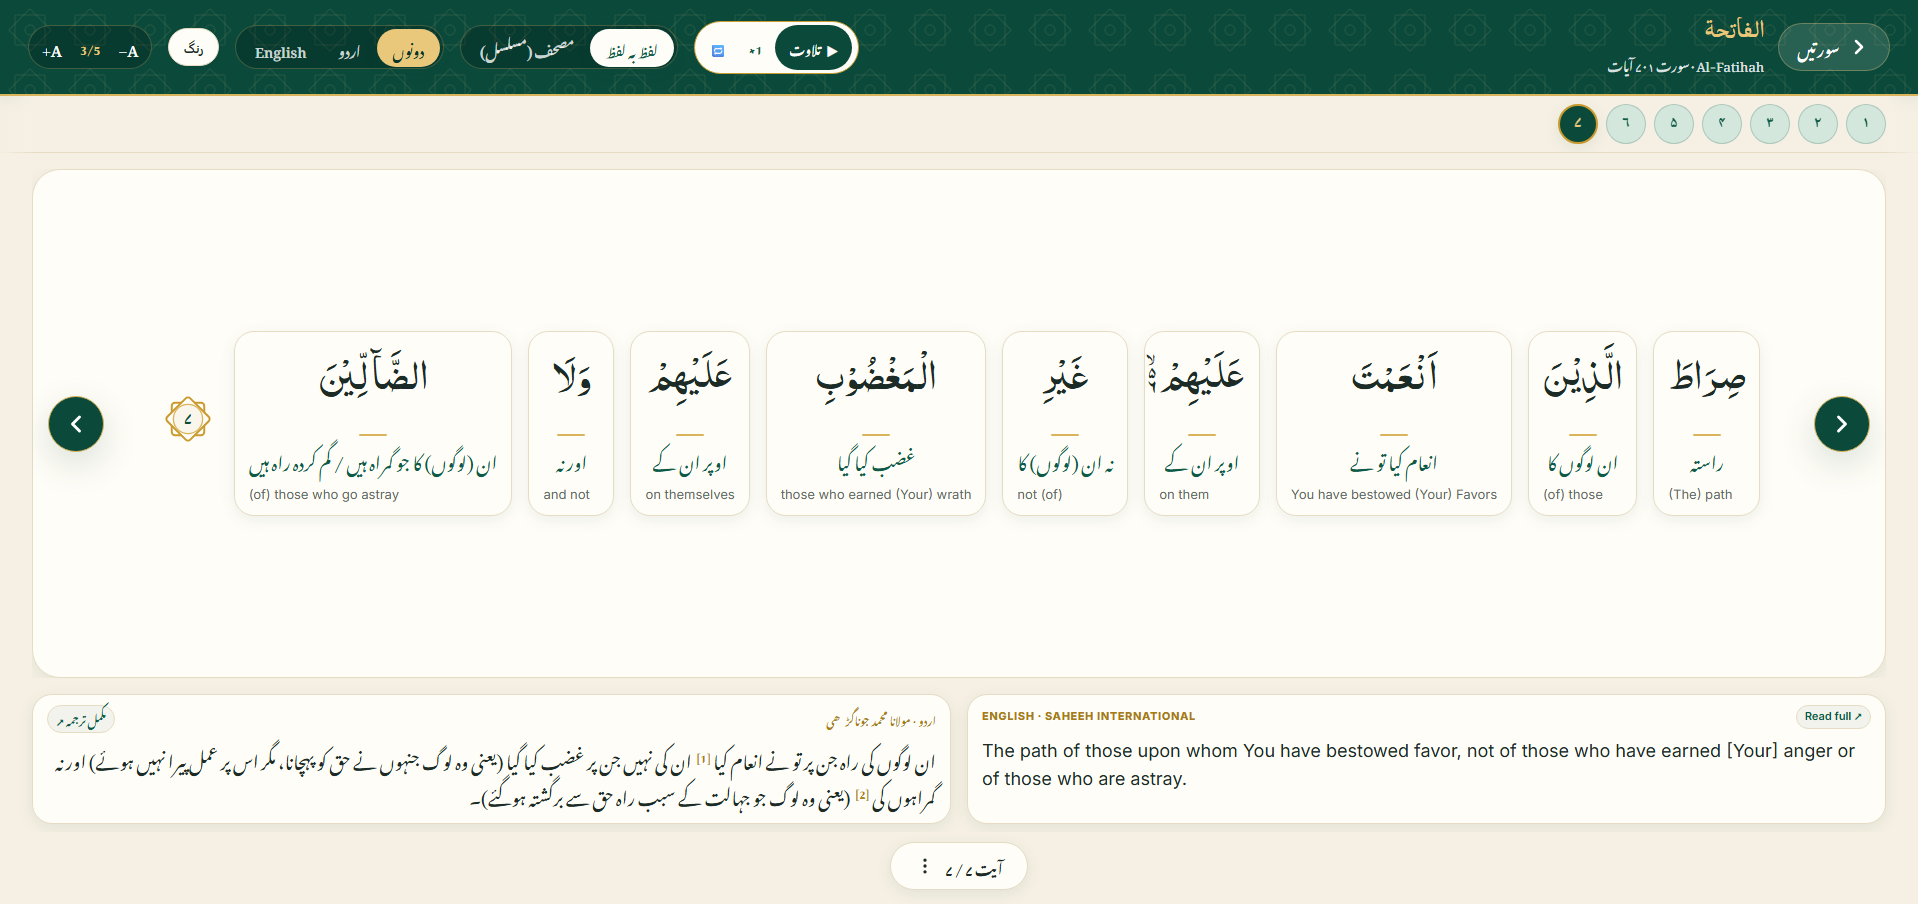 سورتیں
الفاتحة
Al-Fatihah · سورت ۱ · ۷ آیات
▶ تلاوت
لفظ بہ لفظ
مصحف (مسلسل)
دونوں
اردو
English
رنگ
A−
3/5
A+
۱
۲
۳
۴
۵
٦
۷
صِرَاطَ
راستہ
(The) path
الَّذِيْنَ
ان لوگوں کا
(of) those
اَنْعَمْتَ
انعام کیا تو نے
You have bestowed (Your) Favors
عَلَيْهِمْ
اوپر ان کے
on them
غَيْرِ
نہ ان (لوگوں) کا
not (of)
الْمَغْضُوْبِ
غضب کیا گیا
those who earned (Your) wrath
عَلَيْهِمْ
اوپر ان کے
on themselves
وَلَا
اور نہ
and not
الضَّآلِّيْنَ
ان (لوگوں) کا جو گمراہ ہیں / گم کردہ راہ ہیں
(of) those who go astray
۷
ENGLISH · SAHEEH INTERNATIONAL
Read full ↗
The path of those upon whom You have bestowed favor, not of those who have earned [Your] anger or
of those who are astray.
اردو · مولانا محمد جوناگڑھی
مکمل ترجمہ ↗
ان لوگوں کی راہ جن پر تو نے انعام کیا [1] ان کی نہیں جن پر غضب کیا گیا (یعنی وہ لوگ جنہوں نے حق کو پہچانا، مگر اس پر عمل پیرا نہیں ہوئے) اور نہ
گمراہوں کی [2] (یعنی وہ لوگ جو جہالت کے سبب راہ حق سے برگشتہ ہوگئے)۔
آیت ۷ / ۷